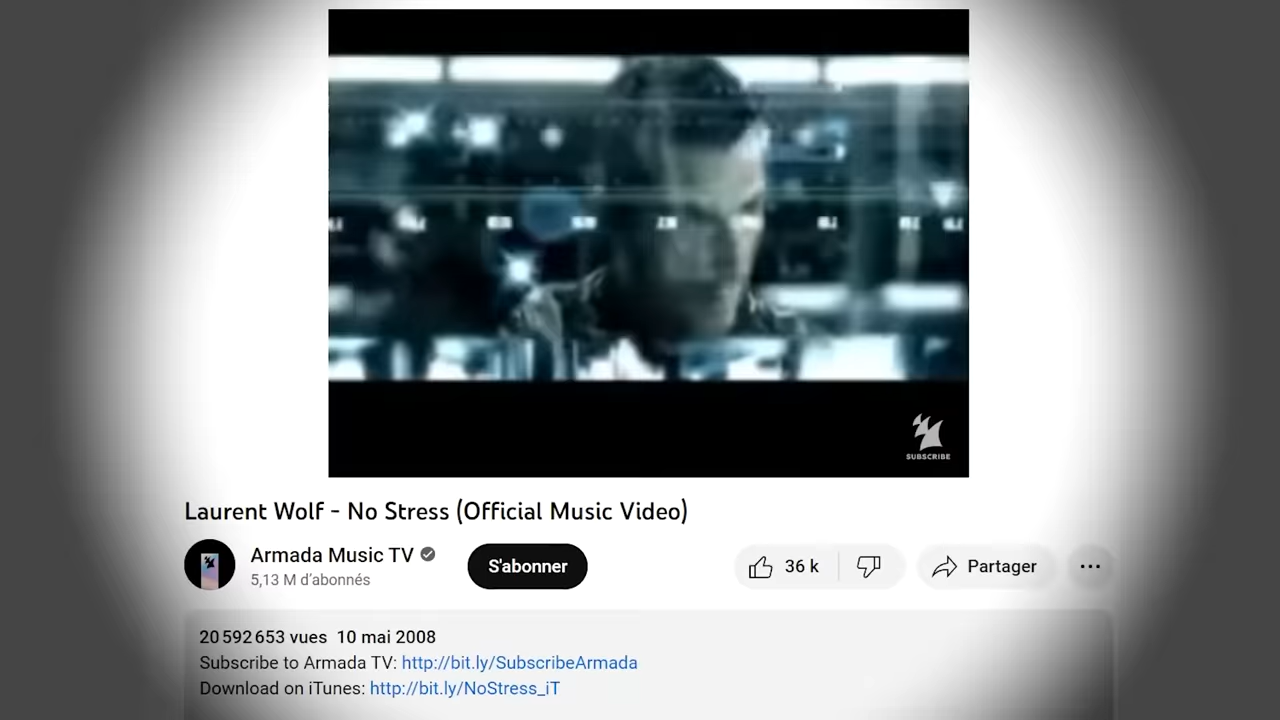 SUBSCRIBE
Laurent Wolf - No Stress (Official Music Video)
Armada Music TV
5,13 M d'abonnés
S'abonner
36 k
Partager
20 592 653 vues 10 mai 2008
Subscribe to Armada TV: http://bit.ly/SubscribeArmada
Download on iTunes: http://bit.ly/NoStress_iT